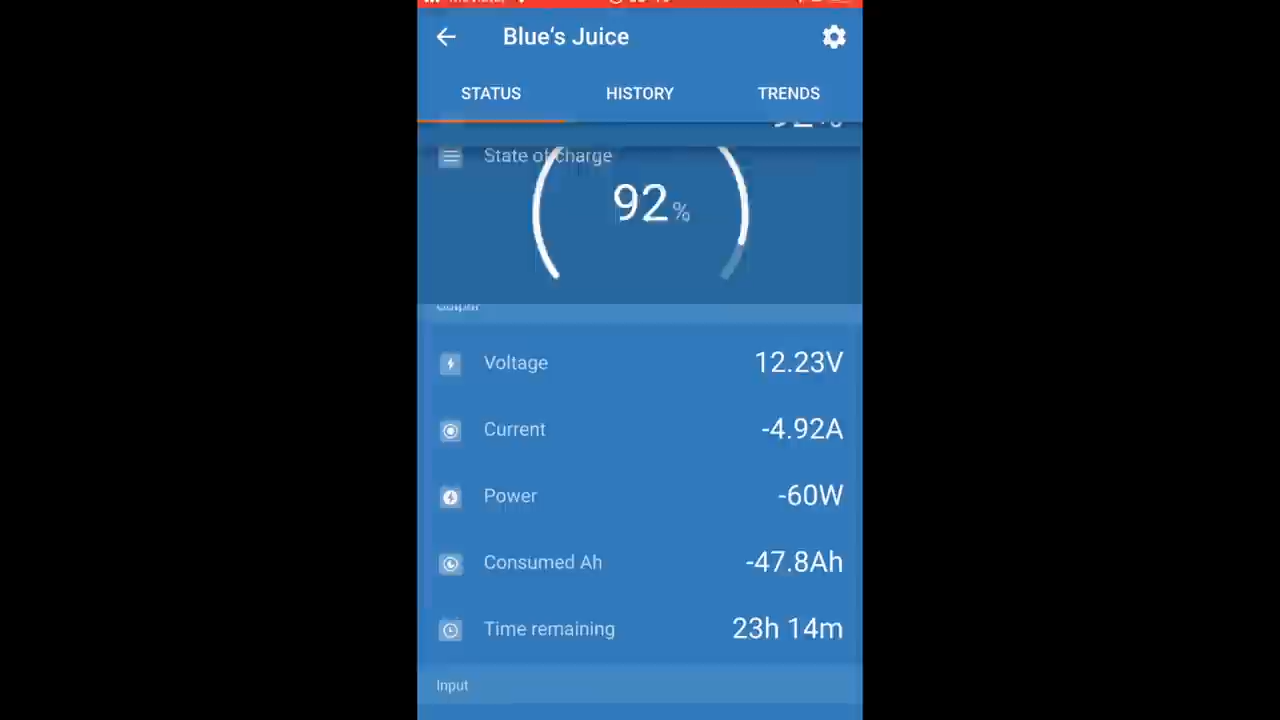 Blue's Juice
STATUS
HISTORY
TRENDS
State of charge
92%
Voltage
12.23V
Current
-4.92A
Power
-60W
Consumed Ah
-47.8Ah
Time remaining
23h 14m
Input